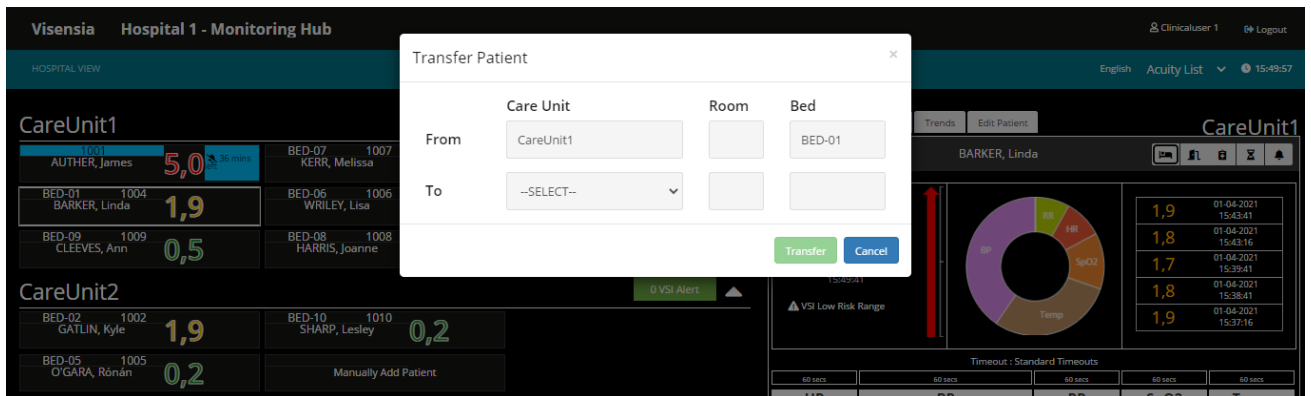 Visensia Hospital 1 - Monitoring Hub
Clinicaluser 1 Logout
HOSPITAL VIEW
English Acuity List 15:49:57
Transfer Patient ×
Care Unit Room Bed
From CareUnit1 BED-01
To --SELECT--
Transfer Cancel
CareUnit1
1001
AUTHER, James 5,0 36 mins
BED-07 1007
KERR, Melissa
BED-01 1004
BARKER, Linda 1,9
BED-06 1006
WRILEY, Lisa
BED-09 1009
CLEEVES, Ann 0,5
BED-08 1008
HARRIS, Joanne
CareUnit2 0 VSI Alert
BED-02 1002
GATLIN, Kyle 1,9
BED-10 1010
SHARP, Lesley 0,2
BED-05 1005
O'GARA, Rónán 0,2
Manually Add Patient
Trends Edit Patient CareUnit1
BARKER, Linda
15:49:41
VSI Low Risk Range
RR
HR
BP
SpO2
Temp
1,9 01-04-2021
15:43:41
1,8 01-04-2021
15:43:16
1,7 01-04-2021
15:39:41
1,8 01-04-2021
15:38:41
1,9 01-04-2021
15:37:16
Timeout : Standard Timeouts
60 secs 60 secs 60 secs 60 secs 60 secs